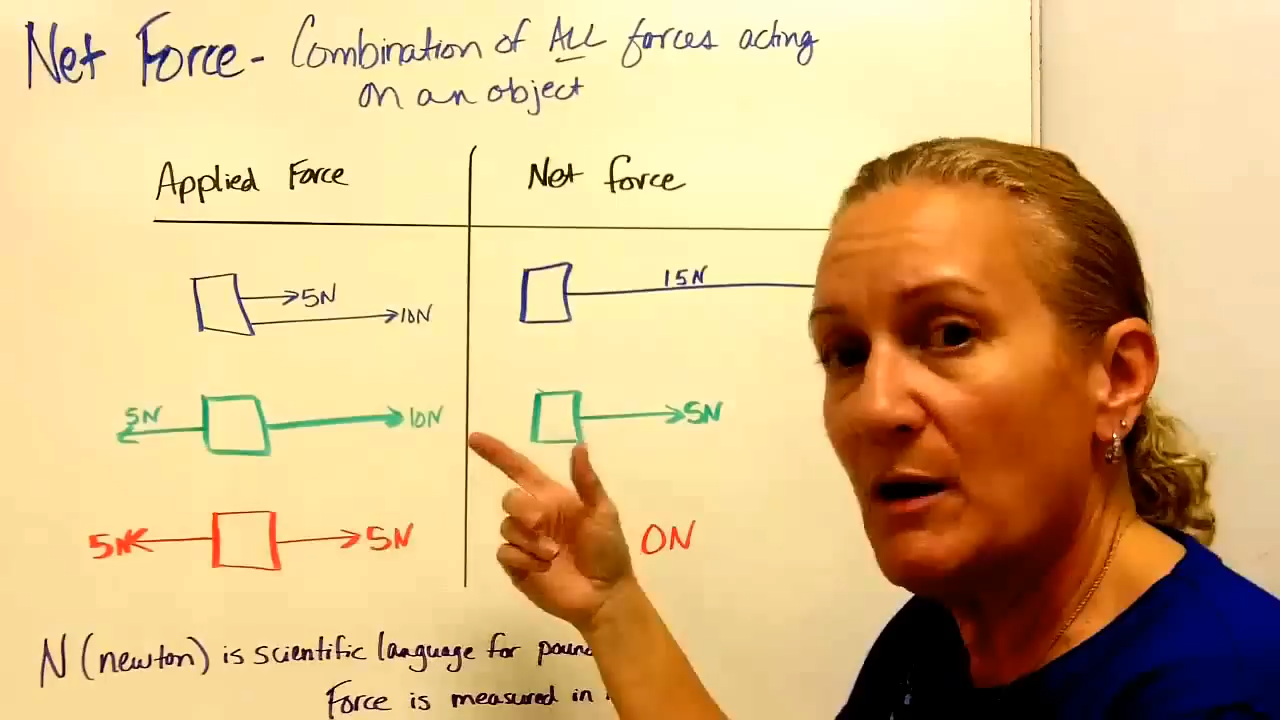 Net Force - Combination of ALL forces acting
on an object
Applied Force
Net force
5N
10N
15N
5N
10N
5N
5N
5N
0N
N (newton) is scientific language for
Force is measured in